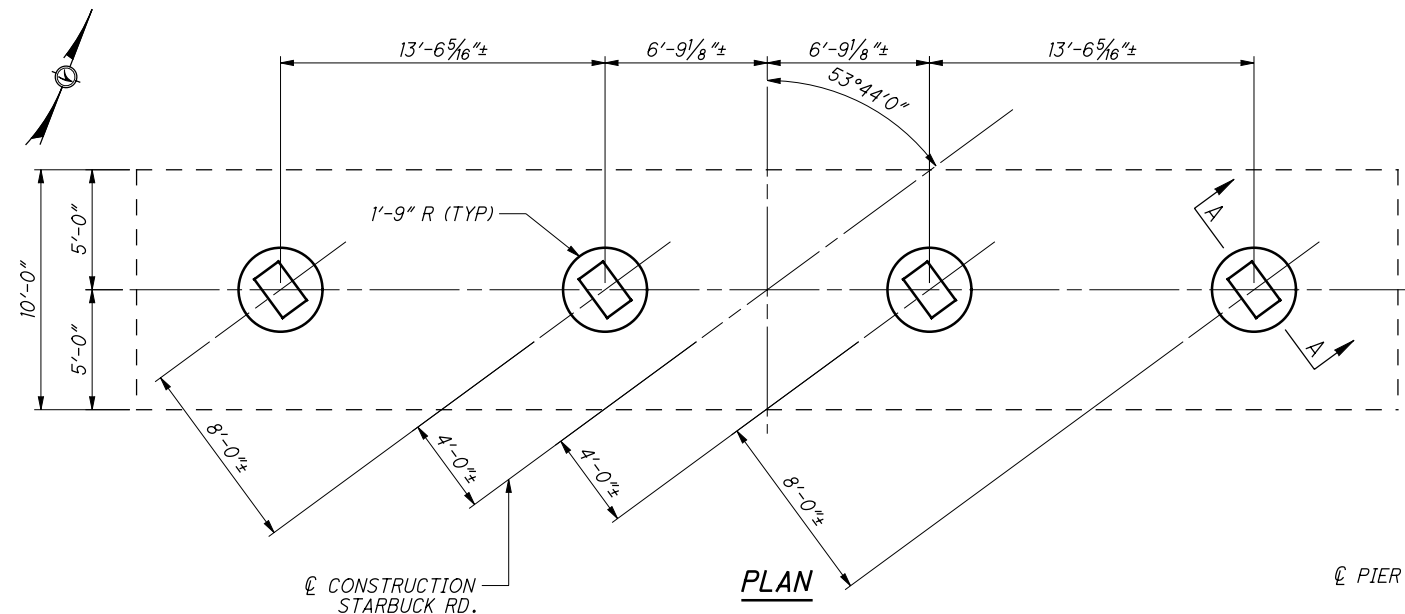 13'-6 5/16"±
6'-9 1/8"±
6'-9 1/8"±
13'-6 5/16"±
53°44'0"
1'-9" R (TYP)
A
A
10'-0"
5'-0"
5'-0"
8'-0"±
4'-0"±
4'-0"±
8'-0"±
℄ CONSTRUCTION
STARBUCK RD.
PLAN
℄ PIER